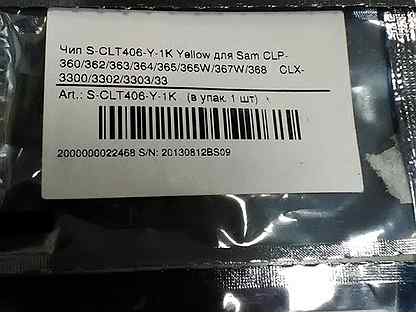 Чип S-CLT406-Y-1K Yellow для Sam CLP-
360/362/363/364/365/365W/367W/368 CLX-
3300/3302/3303/33
Art.: S-CLT406-Y-1K (в упак. 1 шт)
2000000022468 S/N: 20130812BS09